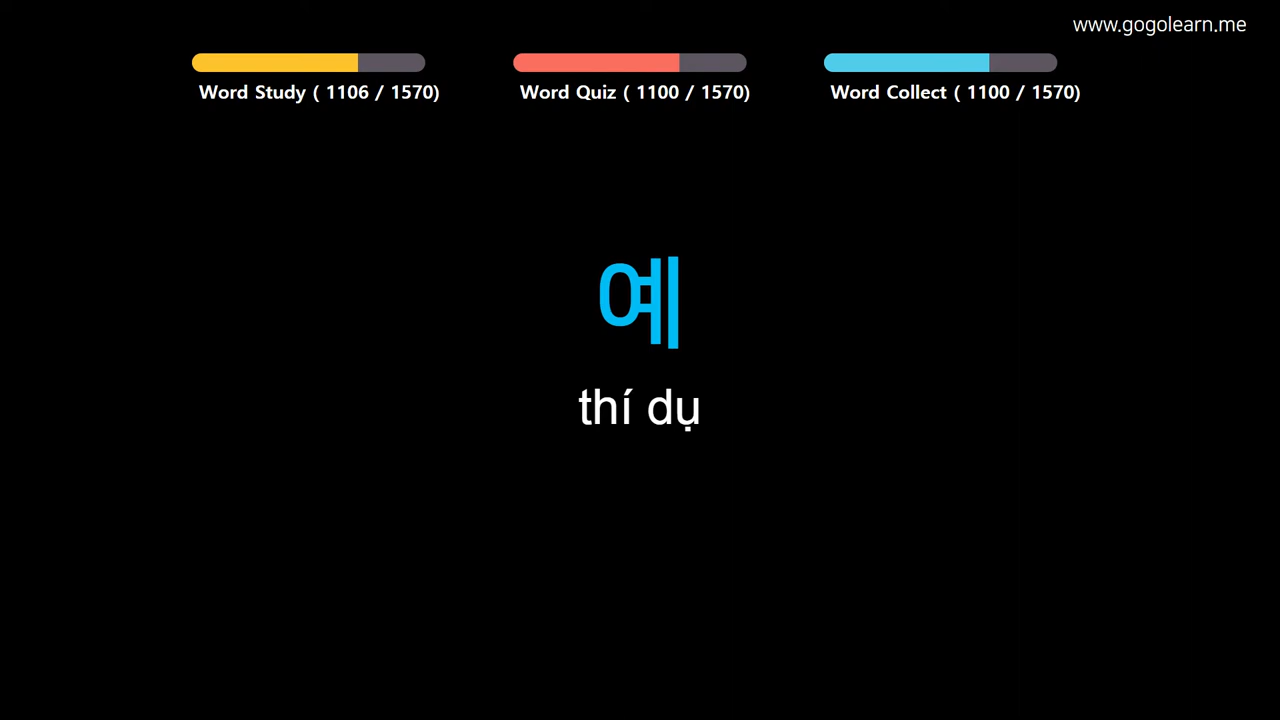 www.gogolearn.me
Word Study ( 1106 / 1570)
Word Quiz ( 1100 / 1570)
Word Collect ( 1100 / 1570)
예
thí dụ